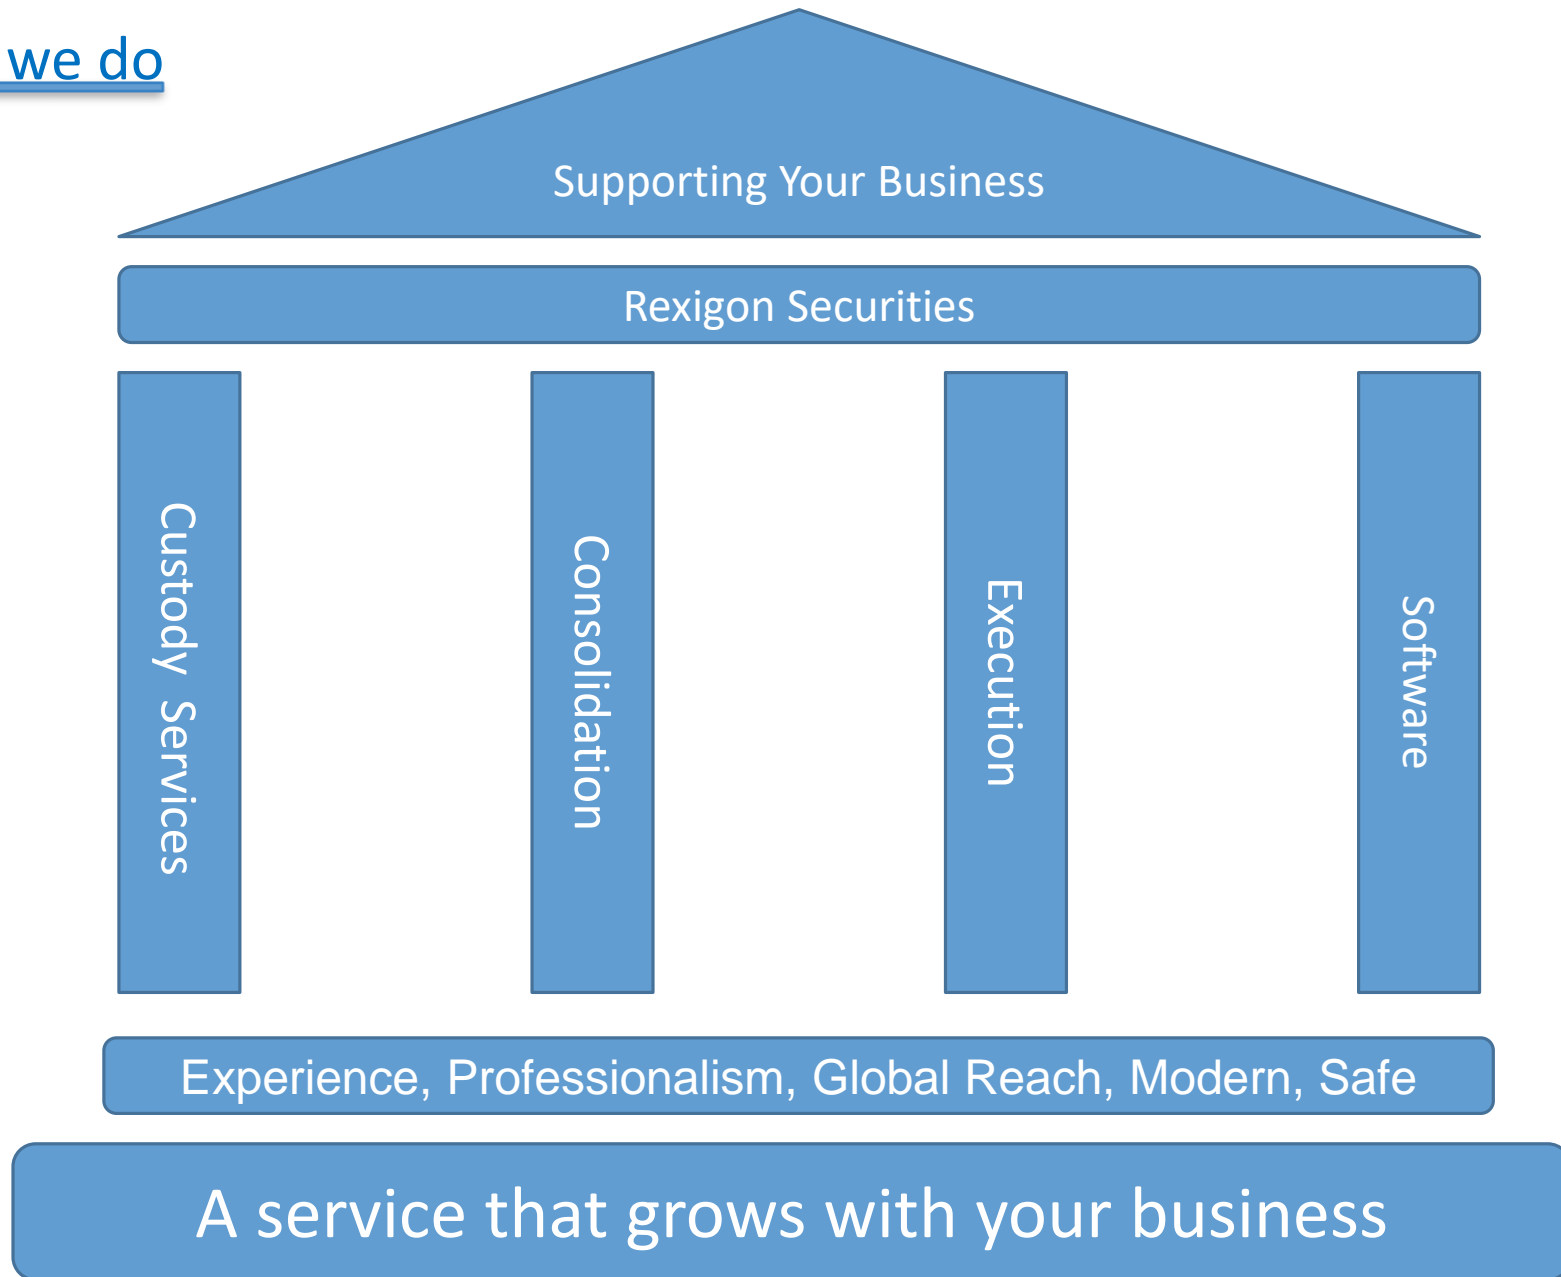 we do
Supporting Your Business
Rexigon Securities
Custody Services
Consolidation
Execution
Software
Experience, Professionalism, Global Reach, Modern, Safe
A service that grows with your business